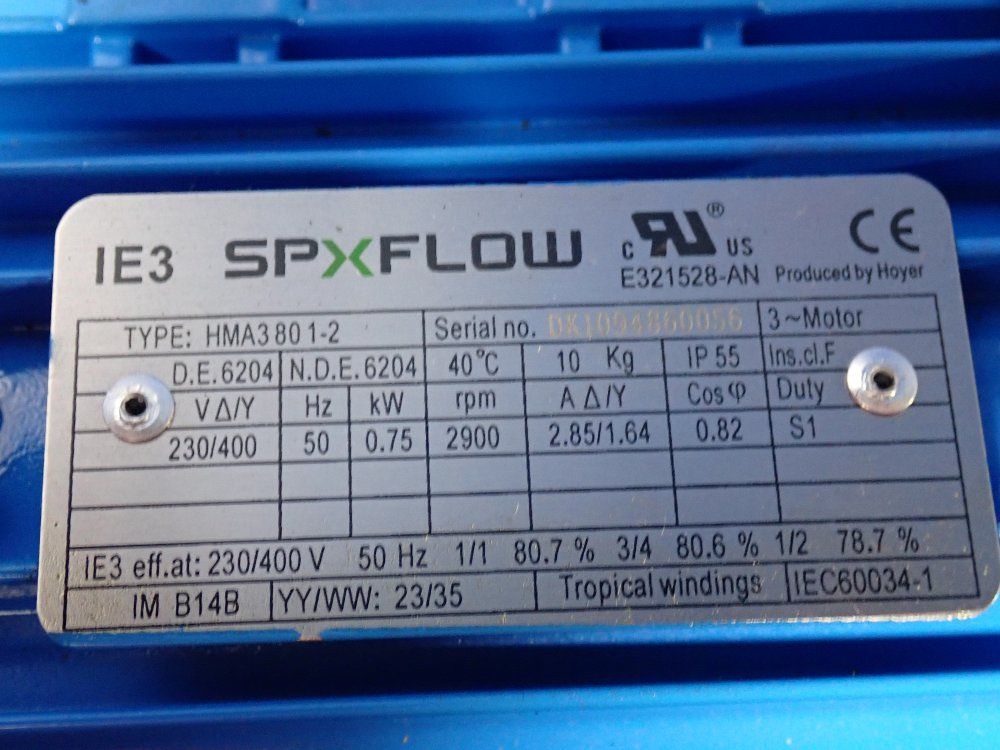 IE3 SPXFLOW C RU® US CE
E321528-AN Produced by Hoyer
TYPE: HMA3 80 1-2 Serial no. DK1094860056 3~Motor
D.E.6204 N.D.E.6204 40°C 10 Kg IP 55 Ins.cl.F
V Δ/Y Hz kW rpm A Δ/Y Cos φ Duty
230/400 50 0.75 2900 2.85/1.64 0.82 S1
IE3 eff.at: 230/400 V 50 Hz 1/1 80.7 % 3/4 80.6 % 1/2 78.7 %
IM B14B YY/WW: 23/35 Tropical windings IEC60034-1